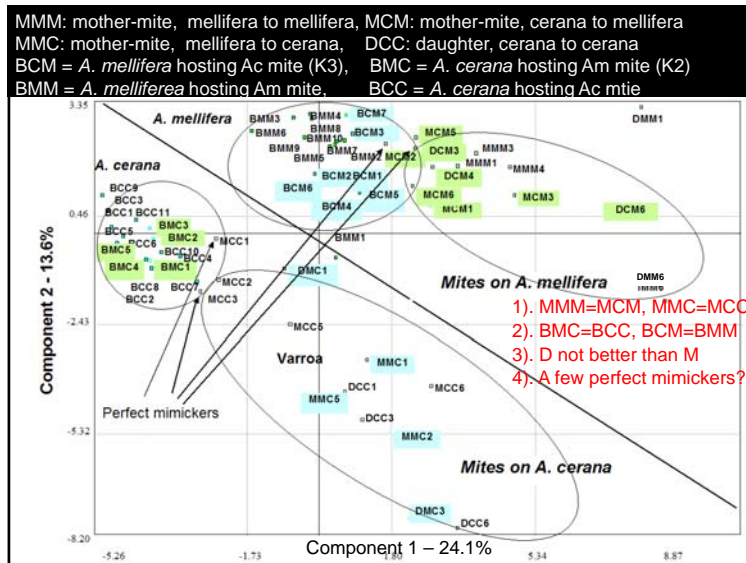 MMM: mother-mite, mellifera to mellifera, MCM: mother-mite, cerana to mellifera
MMC: mother-mite, mellifera to cerana, DCC: daughter, cerana to cerana
BCM = A. mellifera hosting Ac mite (K3), BMC = A. cerana hosting Am mite (K2)
BMM = A. melliferea hosting Am mite, BCC = A. cerana hosting Ac mtie
3.35
A. mellifera
BMM3
BMM4
BCM7
DMM1
BMM6
BMM8
BCM3
MCM5
BMM9
BMM10
BMM7
DCM3
MMM3
BMM5
BMM2
MCM2
MMM1
MMM4
A. cerana
BCM2
BCM1
DCM4
BCM6
BCM5
MCM6
MCM3
BCC9
BCC3
BCM4
MCM1
DCM6
BCC1
BCC11
0.46
BCC5
BMC3
BMC2
BMC5
BCC6
BCC10
MCC1
BMM1
BMC4
BMC1
BCC4
DMC1
Mites on A. mellifera
DMM6
BCC8
BCC7
MCC2
BCC2
MCC3
1). MMM=MCM, MMC=MCC
2). BMC=BCC, BCM=BMM
3). D not better than M
4). A few perfect mimickers?
-2.43
MCC5
Varroa
MMC1
DCC1
MCC6
MMC5
DCC3
Perfect mimickers
-5.32
MMC2
Mites on A. cerana
DMC3
DCC6
-8.20
-5.26
-1.73
1.80
5.34
8.87
Component 1 – 24.1%
Component 2 - 13.6%